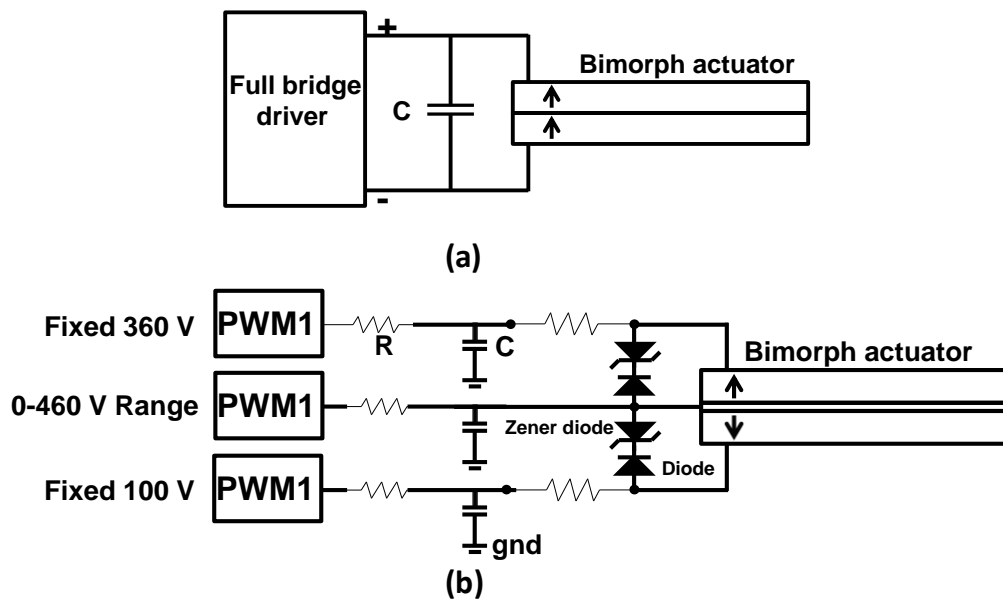 +
Full bridge
driver
C
-
Bimorph actuator
(a)
Fixed 360 V
PWM1
R
C
Bimorph actuator
0-460 V Range
PWM1
Zener diode
Diode
Fixed 100 V
PWM1
gnd
(b)